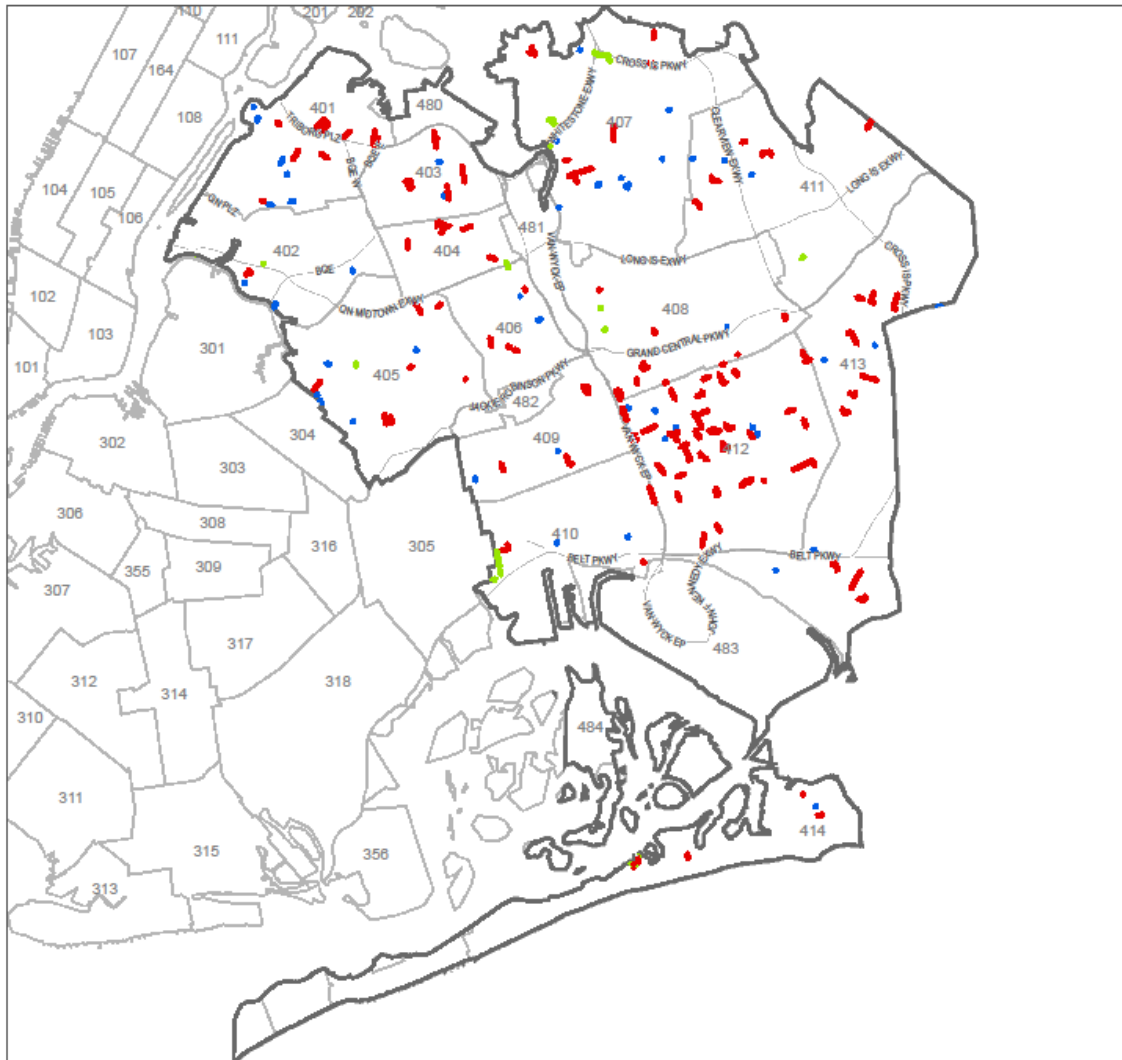 110
201
202
107
111
164
108
401
480
TRIBORO PLZ
BQE W
BQE E
CROSS IS PKWY
WHITESTONE EXWY
407
CLEARVIEW EXWY
403
104
105
106
411
LONG IS EXWY
QN PLZ
402
404
481
VAN WYCK EP
LONG IS EXWY
CROSS IS PKWY
BQE
102
103
QN MIDTOWN EXWY
408
406
301
101
GRAND CENTRAL PKWY
413
405
JACKIE ROBINSON PKWY
482
302
304
409
VAN WYCK EP
412
303
306
308
316
305
410
BELT PKWY
BELT PKWY
355
309
307
VAN WYCK EP
483
317
312
314
318
310
484
311
315
356
414
313